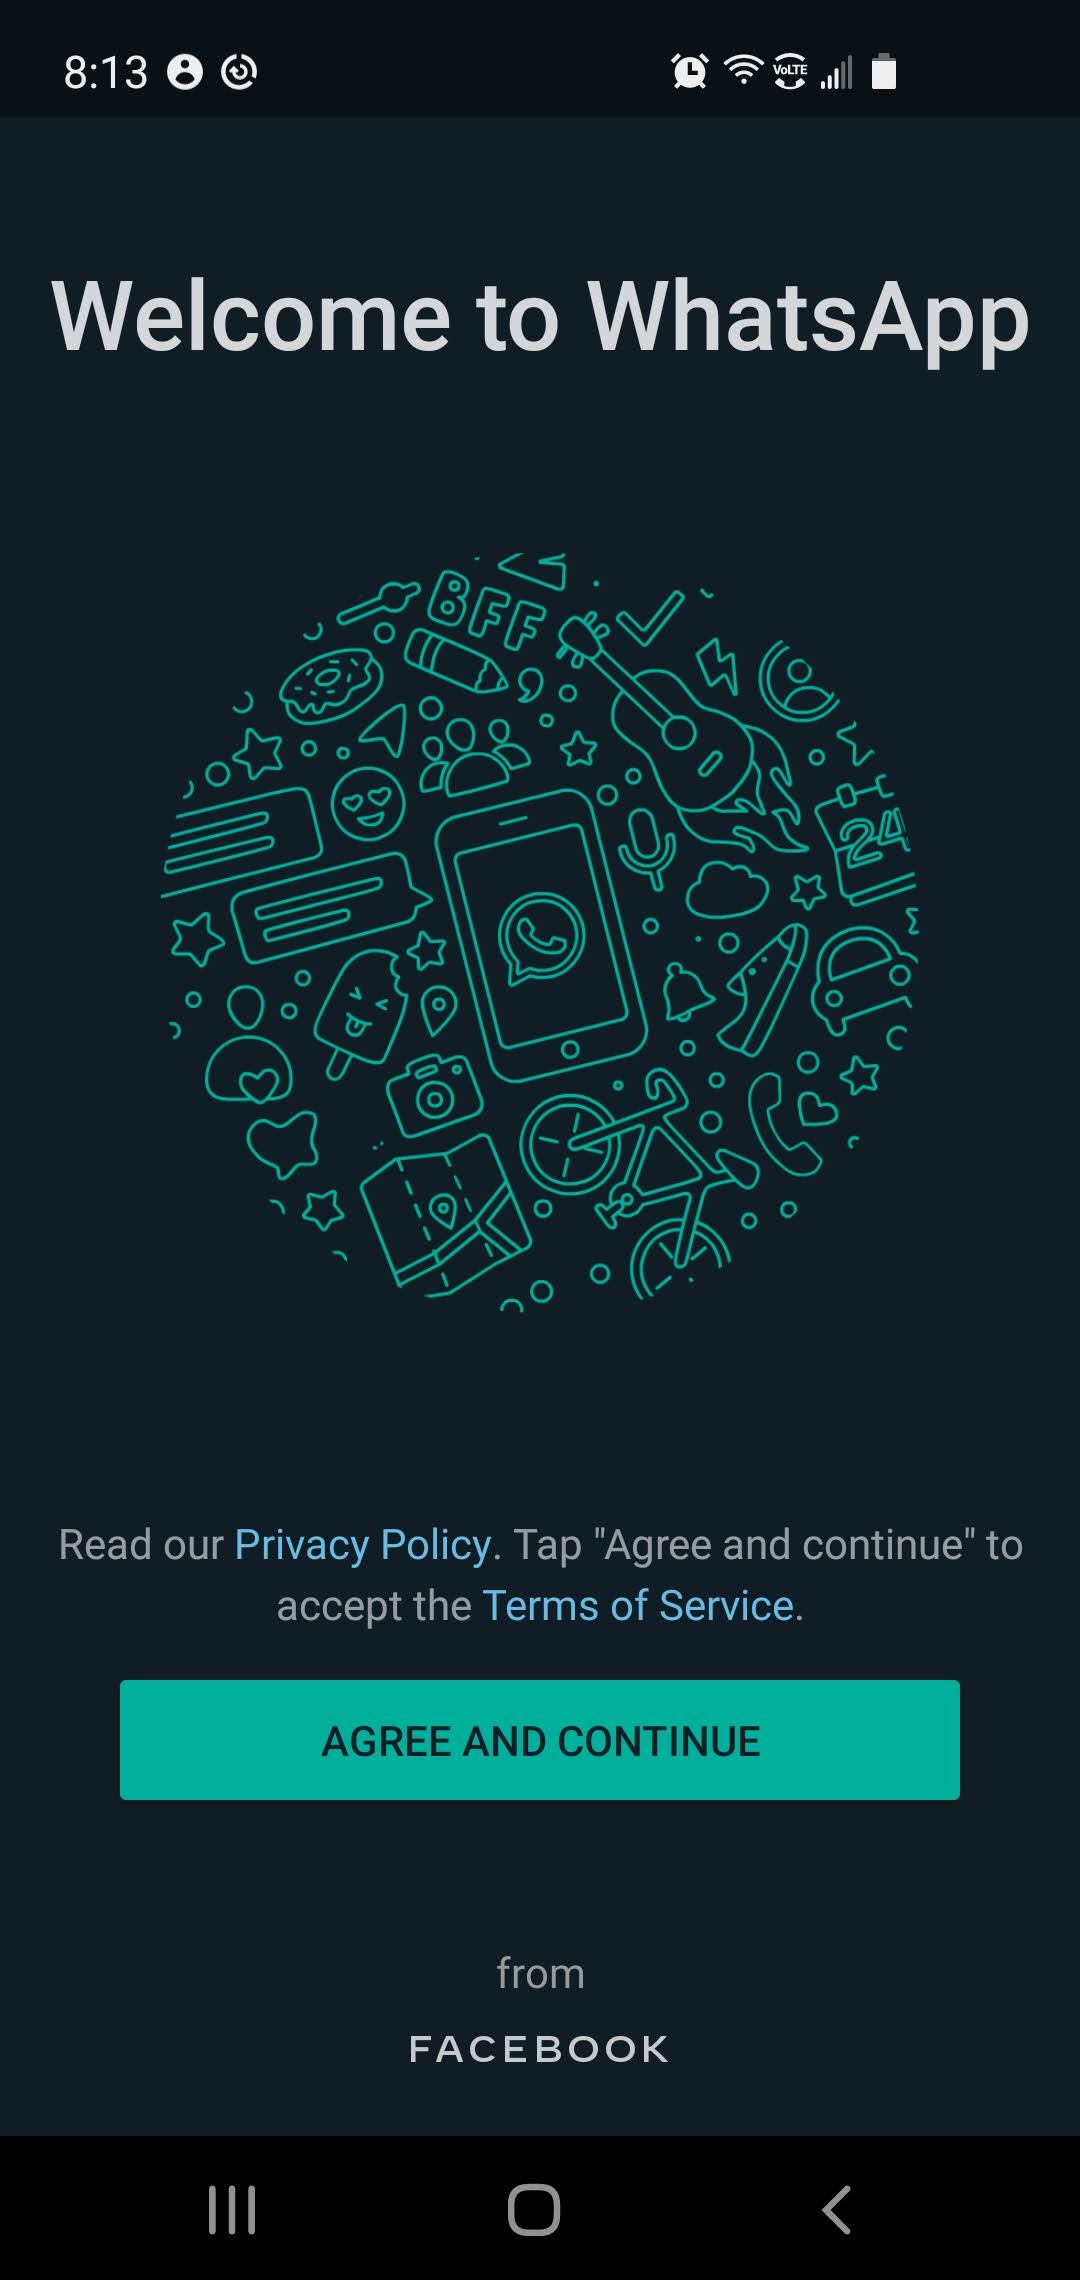 8:13
VoLTE
Welcome to WhatsApp
BFF
24
Read our Privacy Policy. Tap "Agree and continue" to
accept the Terms of Service.
AGREE AND CONTINUE
from
FACEBOOK